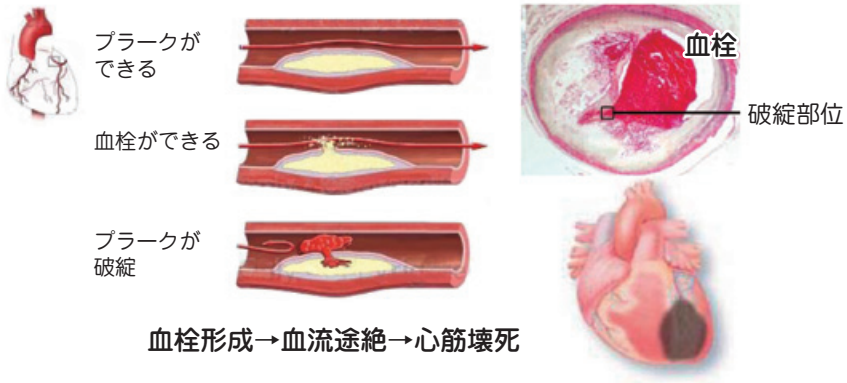 プラークが
できる
血栓ができる
プラークが
破綻
血栓
破綻部位
血栓形成→血流途絶→心筋壊死